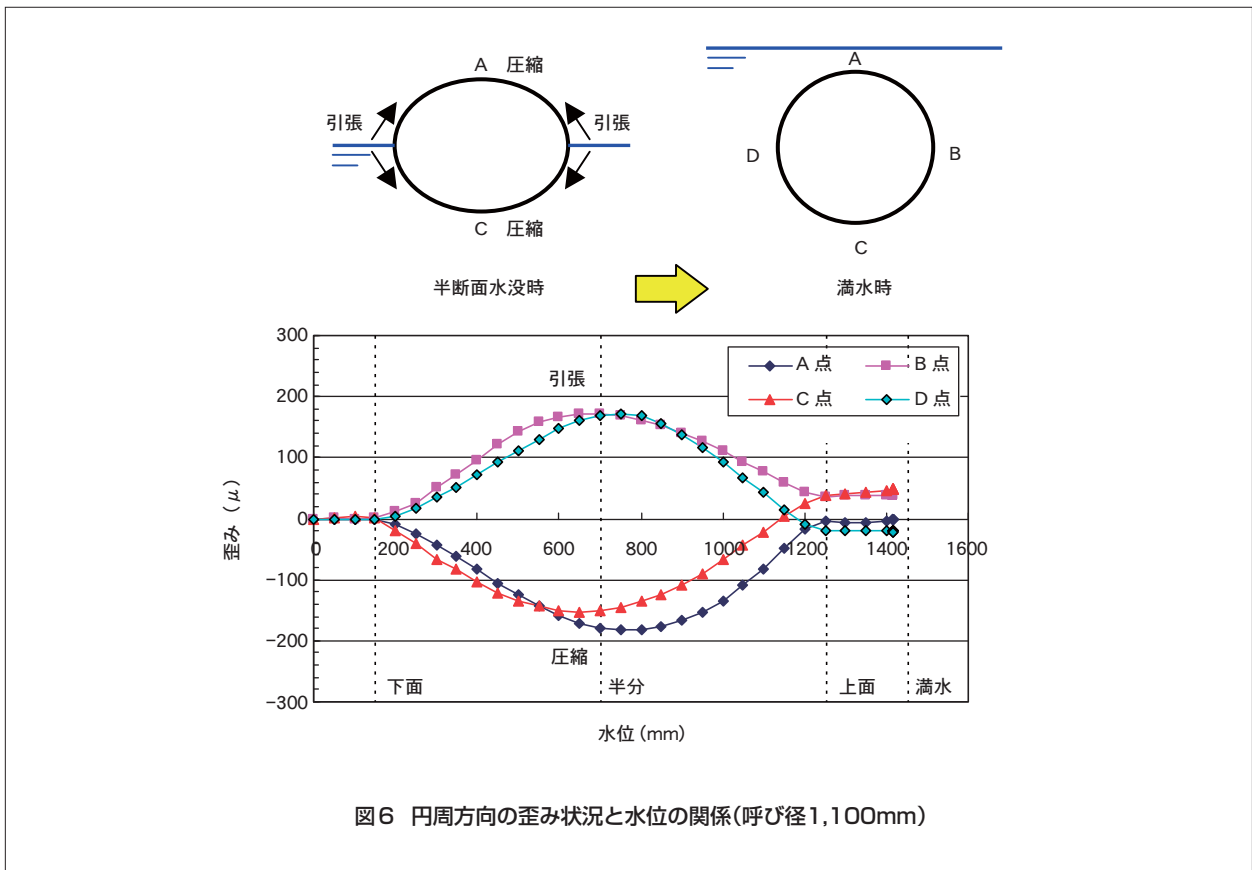 A 圧縮
引張
引張
C 圧縮
半断面水没時
A
D
B
C
満水時
300
200
100
0
-100
-200
-300
歪み（μ）
引張
圧縮
A 点
B 点
C 点
D 点
0
200
400
600
800
1000
1200
1400
1600
下面
半分
上面
満水
水位（mm）
図6 円周方向の歪み状況と水位の関係(呼び径1,100mm)